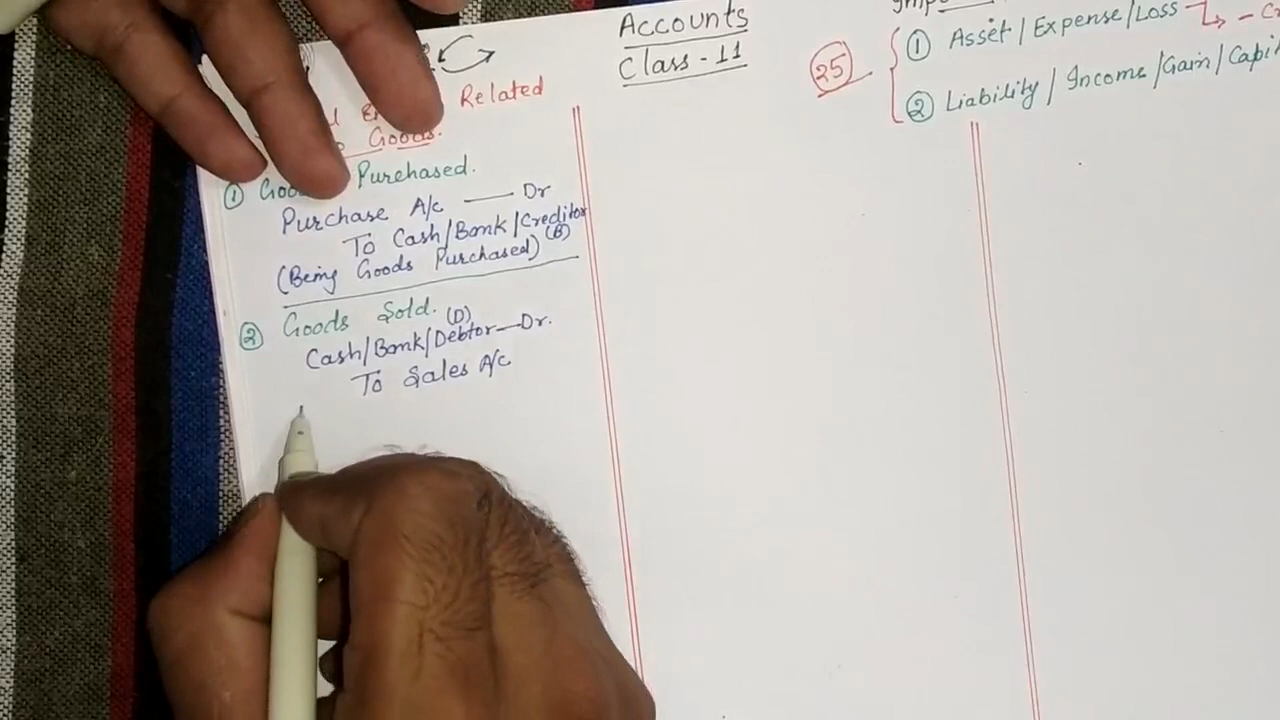 Accounts
Class - 11
Related
Goods.
① Goods Purchased.
Purchase A/c —— Dr
To Cash/Bank/Creditor
(B)
(Being Goods Purchased)
② Goods Sold.
(D)
Cash/Bank/Debtor—Dr.
To Sales A/c
25
① Asset/Expense/Loss
② Liability/Income/Gain/